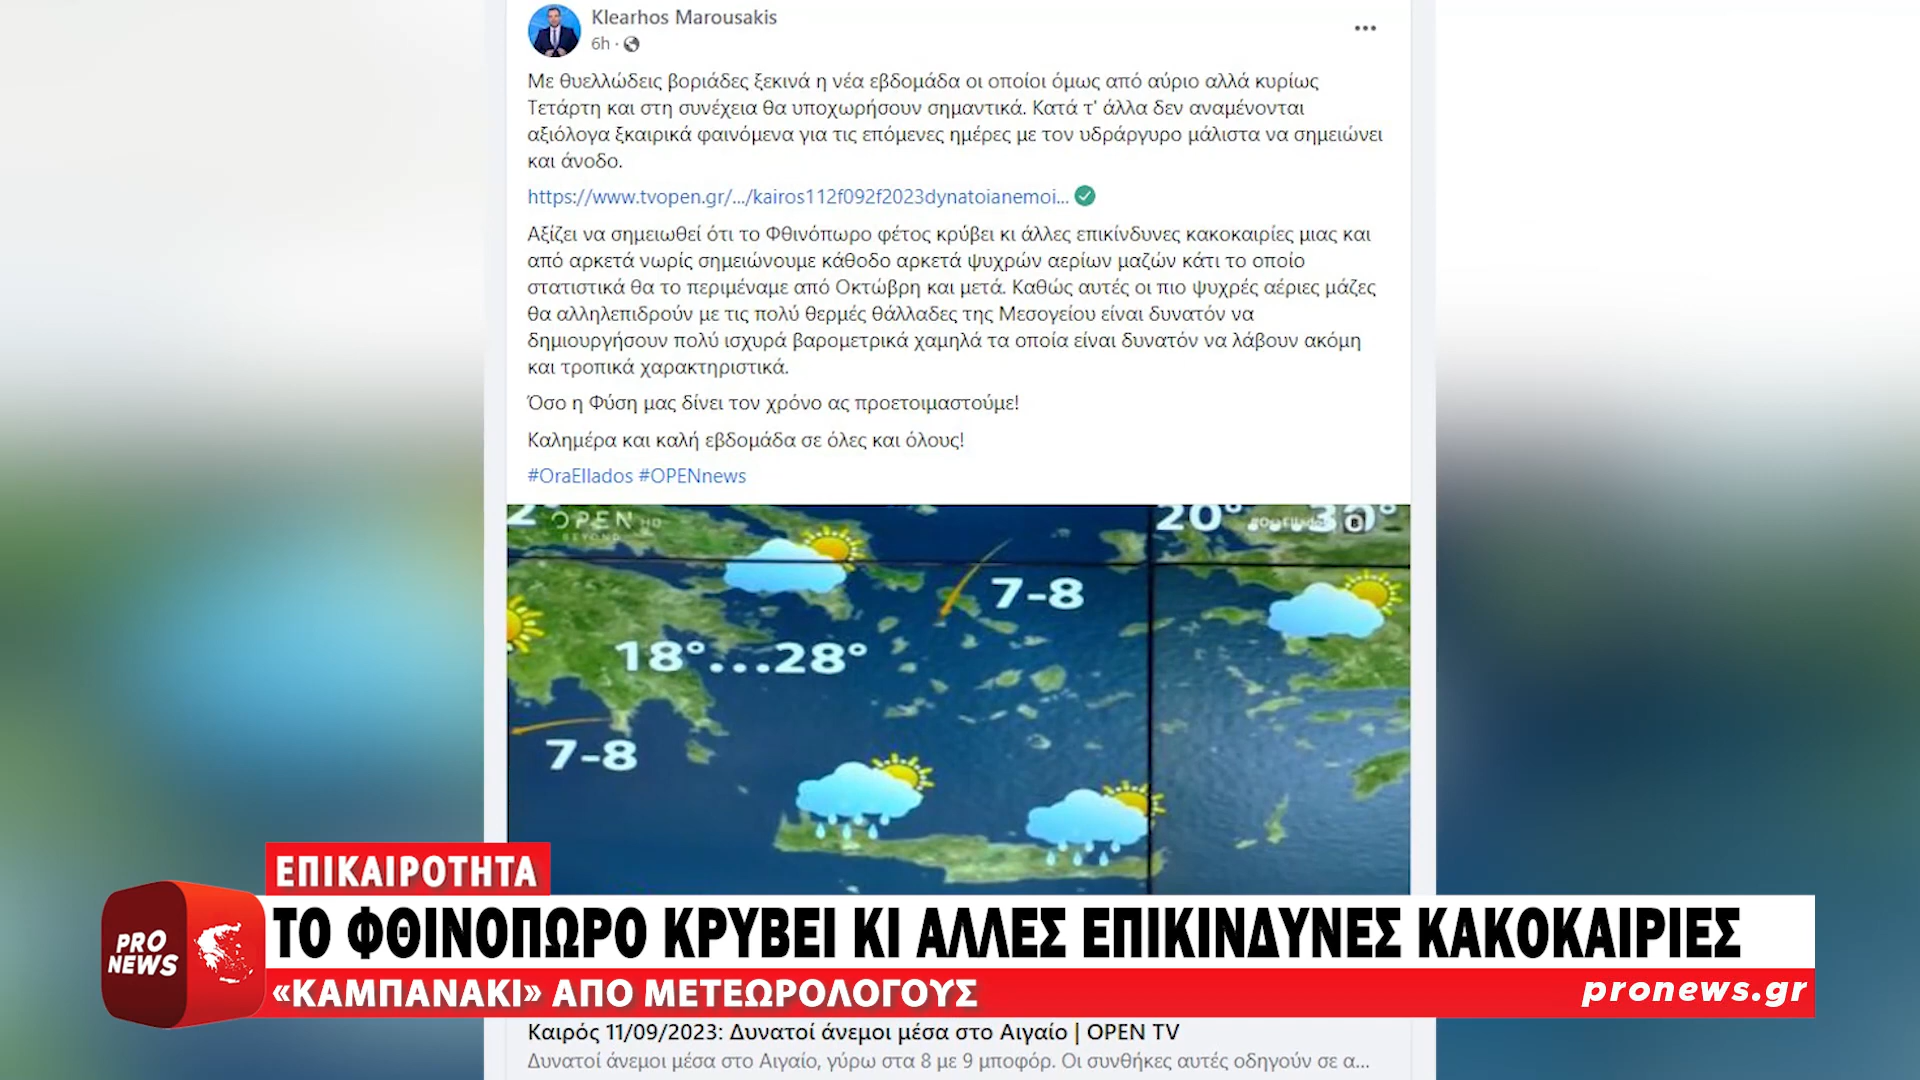 Klearhos Marousakis
6h ·
Με θυελλώδεις βοριάδες ξεκινά η νέα εβδομάδα οι οποίοι όμως από αύριο αλλά κυρίως
Τετάρτη και στη συνέχεια θα υποχωρήσουν σημαντικά. Κατά τ' άλλα δεν αναμένονται
αξιόλογα ξκαιρικά φαινόμενα για τις επόμενες ημέρες με τον υδράργυρο μάλιστα να σημειώνει
και άνοδο.
https://www.tvopen.gr/.../kairos112f092f2023dynatoianemoi...
Αξίζει να σημειωθεί ότι το Φθινόπωρο φέτος κρύβει κι άλλες επικίνδυνες κακοκαιρίες μιας και
από αρκετά νωρίς σημειώνουμε κάθοδο αρκετά ψυχρών αερίων μαζών κάτι το οποίο
στατιστικά θα το περιμέναμε από Οκτώβρη και μετά. Καθώς αυτές οι πιο ψυχρές αέριες μάζες
θα αλληλεπιδρούν με τις πολύ θερμές θάλλαδες της Μεσογείου είναι δυνατόν να
δημιουργήσουν πολύ ισχυρά βαρομετρικά χαμηλά τα οποία είναι δυνατόν να λάβουν ακόμη
και τροπικά χαρακτηριστικά.
Όσο η Φύση μας δίνει τον χρόνο ας προετοιμαστούμε!
Καλημέρα και καλή εβδομάδα σε όλες και όλους!
#OraEllados #OPENnews
2° OPEN HD
BEYOND
20°...30°
7-8
18°...28°
7-8
ΕΠΙΚΑΙΡΟΤΗΤΑ
PRO
NEWS
ΤΟ ΦΘΙΝΟΠΩΡΟ ΚΡΥΒΕΙ ΚΙ ΑΛΛΕΣ ΕΠΙΚΙΝΔΥΝΕΣ ΚΑΚΟΚΑΙΡΙΕΣ
«ΚΑΜΠΑΝΑΚΙ» ΑΠΟ ΜΕΤΕΩΡΟΛΟΓΟΥΣ
pronews.gr
Καιρός 11/09/2023: Δυνατοί άνεμοι μέσα στο Αιγαίο | OPEN TV
Δυνατοί άνεμοι μέσα στο Αιγαίο, γύρω στα 8 με 9 μποφόρ. Οι συνθήκες αυτές οδηγούν σε α...